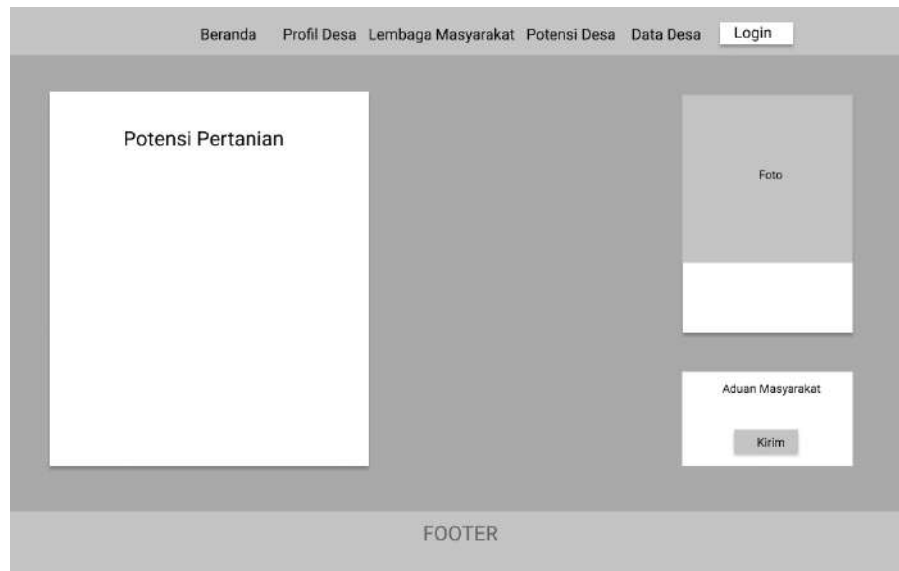 Beranda Profil Desa Lembaga Masyarakat Potensi Desa Data Desa Login
Potensi Pertanian
Foto
Aduan Masyarakat
Kirim
FOOTER